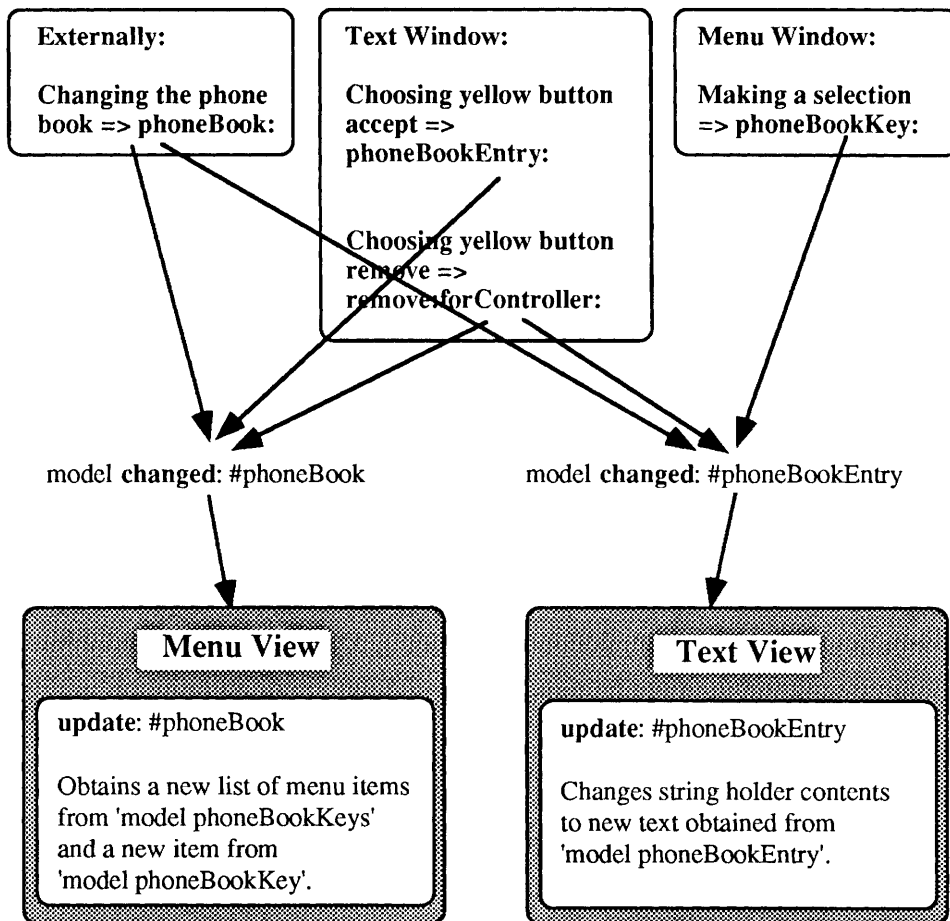 Externally:
Changing the phone
book => phoneBook:
Text Window:
Choosing yellow button
accept =>
phoneBookEntry:
Choosing yellow button
remove =>
remove:forController:
Menu Window:
Making a selection
=> phoneBookKey:
model changed: #phoneBook
model changed: #phoneBookEntry
Menu View
update: #phoneBook
Obtains a new list of menu items
from 'model phoneBookKeys'
and a new item from
'model phoneBookKey'.
Text View
update: #phoneBookEntry
Changes string holder contents
to new text obtained from
'model phoneBookEntry'.